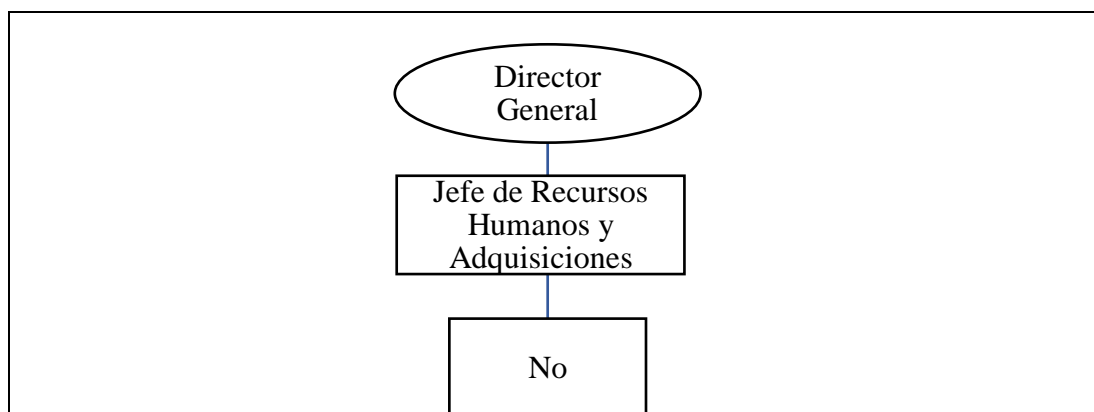 Director
General
Jefe de Recursos
Humanos y
Adquisiciones
No